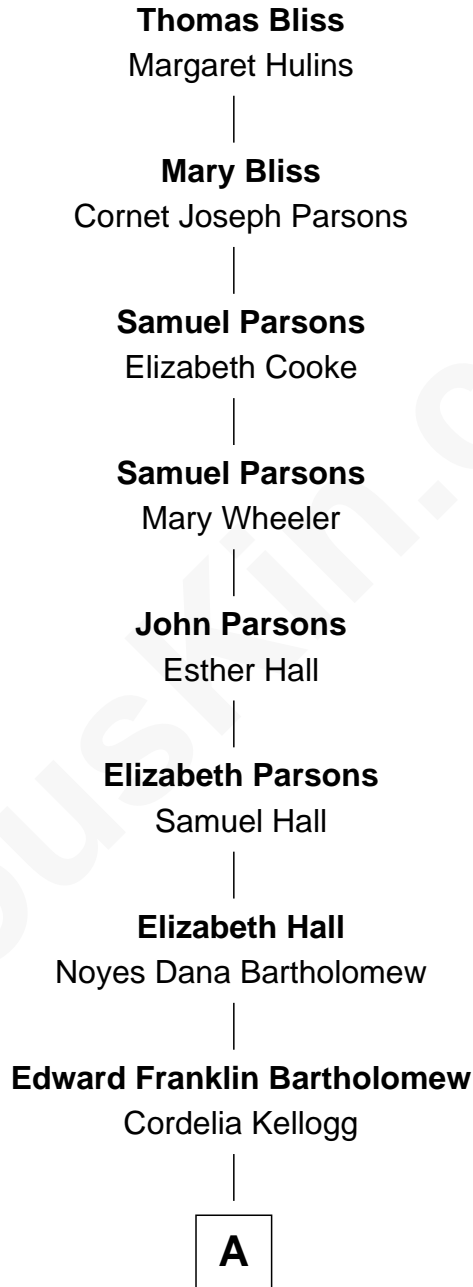 Thomas Bliss
Margaret Hulins
Mary Bliss
Cornet Joseph Parsons
Samuel Parsons
Elizabeth Cooke
Samuel Parsons
Mary Wheeler
John Parsons
Esther Hall
Elizabeth Parsons
Samuel Hall
Elizabeth Hall
Noyes Dana Bartholomew
Edward Franklin Bartholomew
Cordelia Kellogg
A